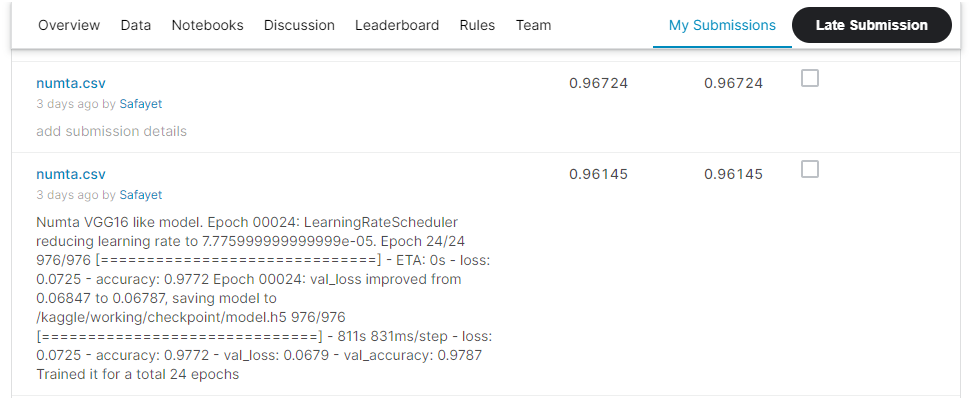 Overview Data Notebooks Discussion Leaderboard Rules Team My Submissions Late Submission
numta.csv 0.96724 0.96724
3 days ago by Safayet
add submission details
numta.csv 0.96145 0.96145
3 days ago by Safayet
Numta VGG16 like model. Epoch 00024: LearningRateScheduler
reducing learning rate to 7.775999999999999e-05. Epoch 24/24
976/976 [==============================] - ETA: 0s - loss:
0.0725 - accuracy: 0.9772 Epoch 00024: val_loss improved from
0.06847 to 0.06787, saving model to
/kaggle/working/checkpoint/model.h5 976/976
[==============================] - 811s 831ms/step - loss:
0.0725 - accuracy: 0.9772 - val_loss: 0.0679 - val_accuracy: 0.9787
Trained it for a total 24 epochs